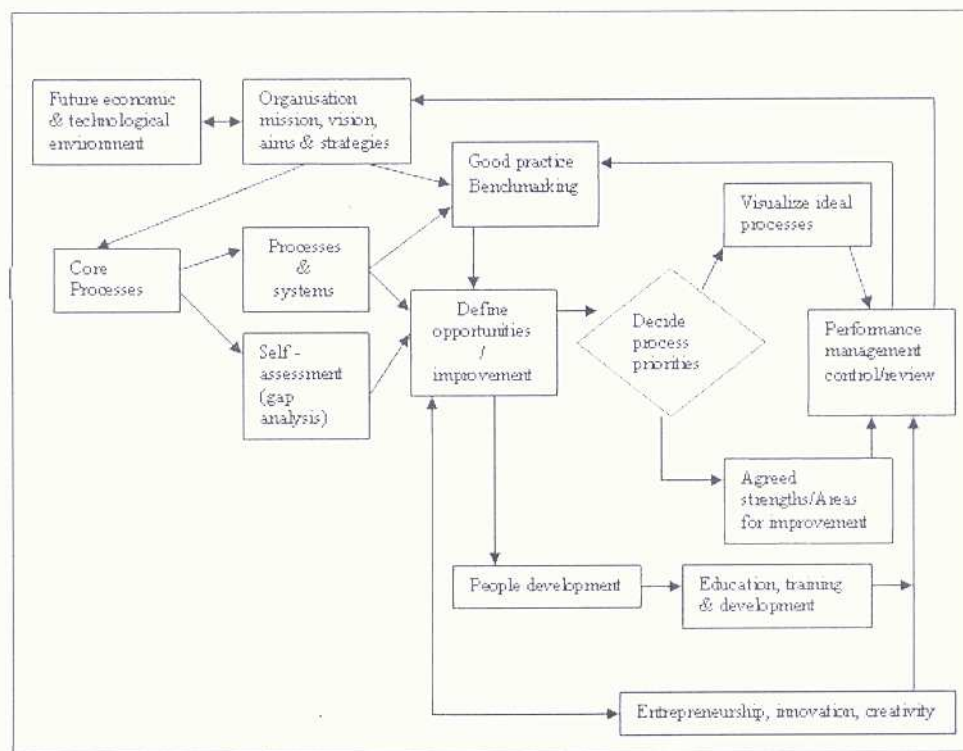 Future economic
& technological
environment
Organisation
mission, vision,
aims & strategies
Good practice
Benchmarking
Visualize ideal
processes
Core
Processes
Processes
&
systems
Self -
assessment
(gap
analysis)
Define
opportunities
/
improvement
Decide
process
priorities
Performance
management
control/review
Agreed
strengths/Areas
for improvement
People development
Education, training
& development
Entrepreneurship, innovation, creativity